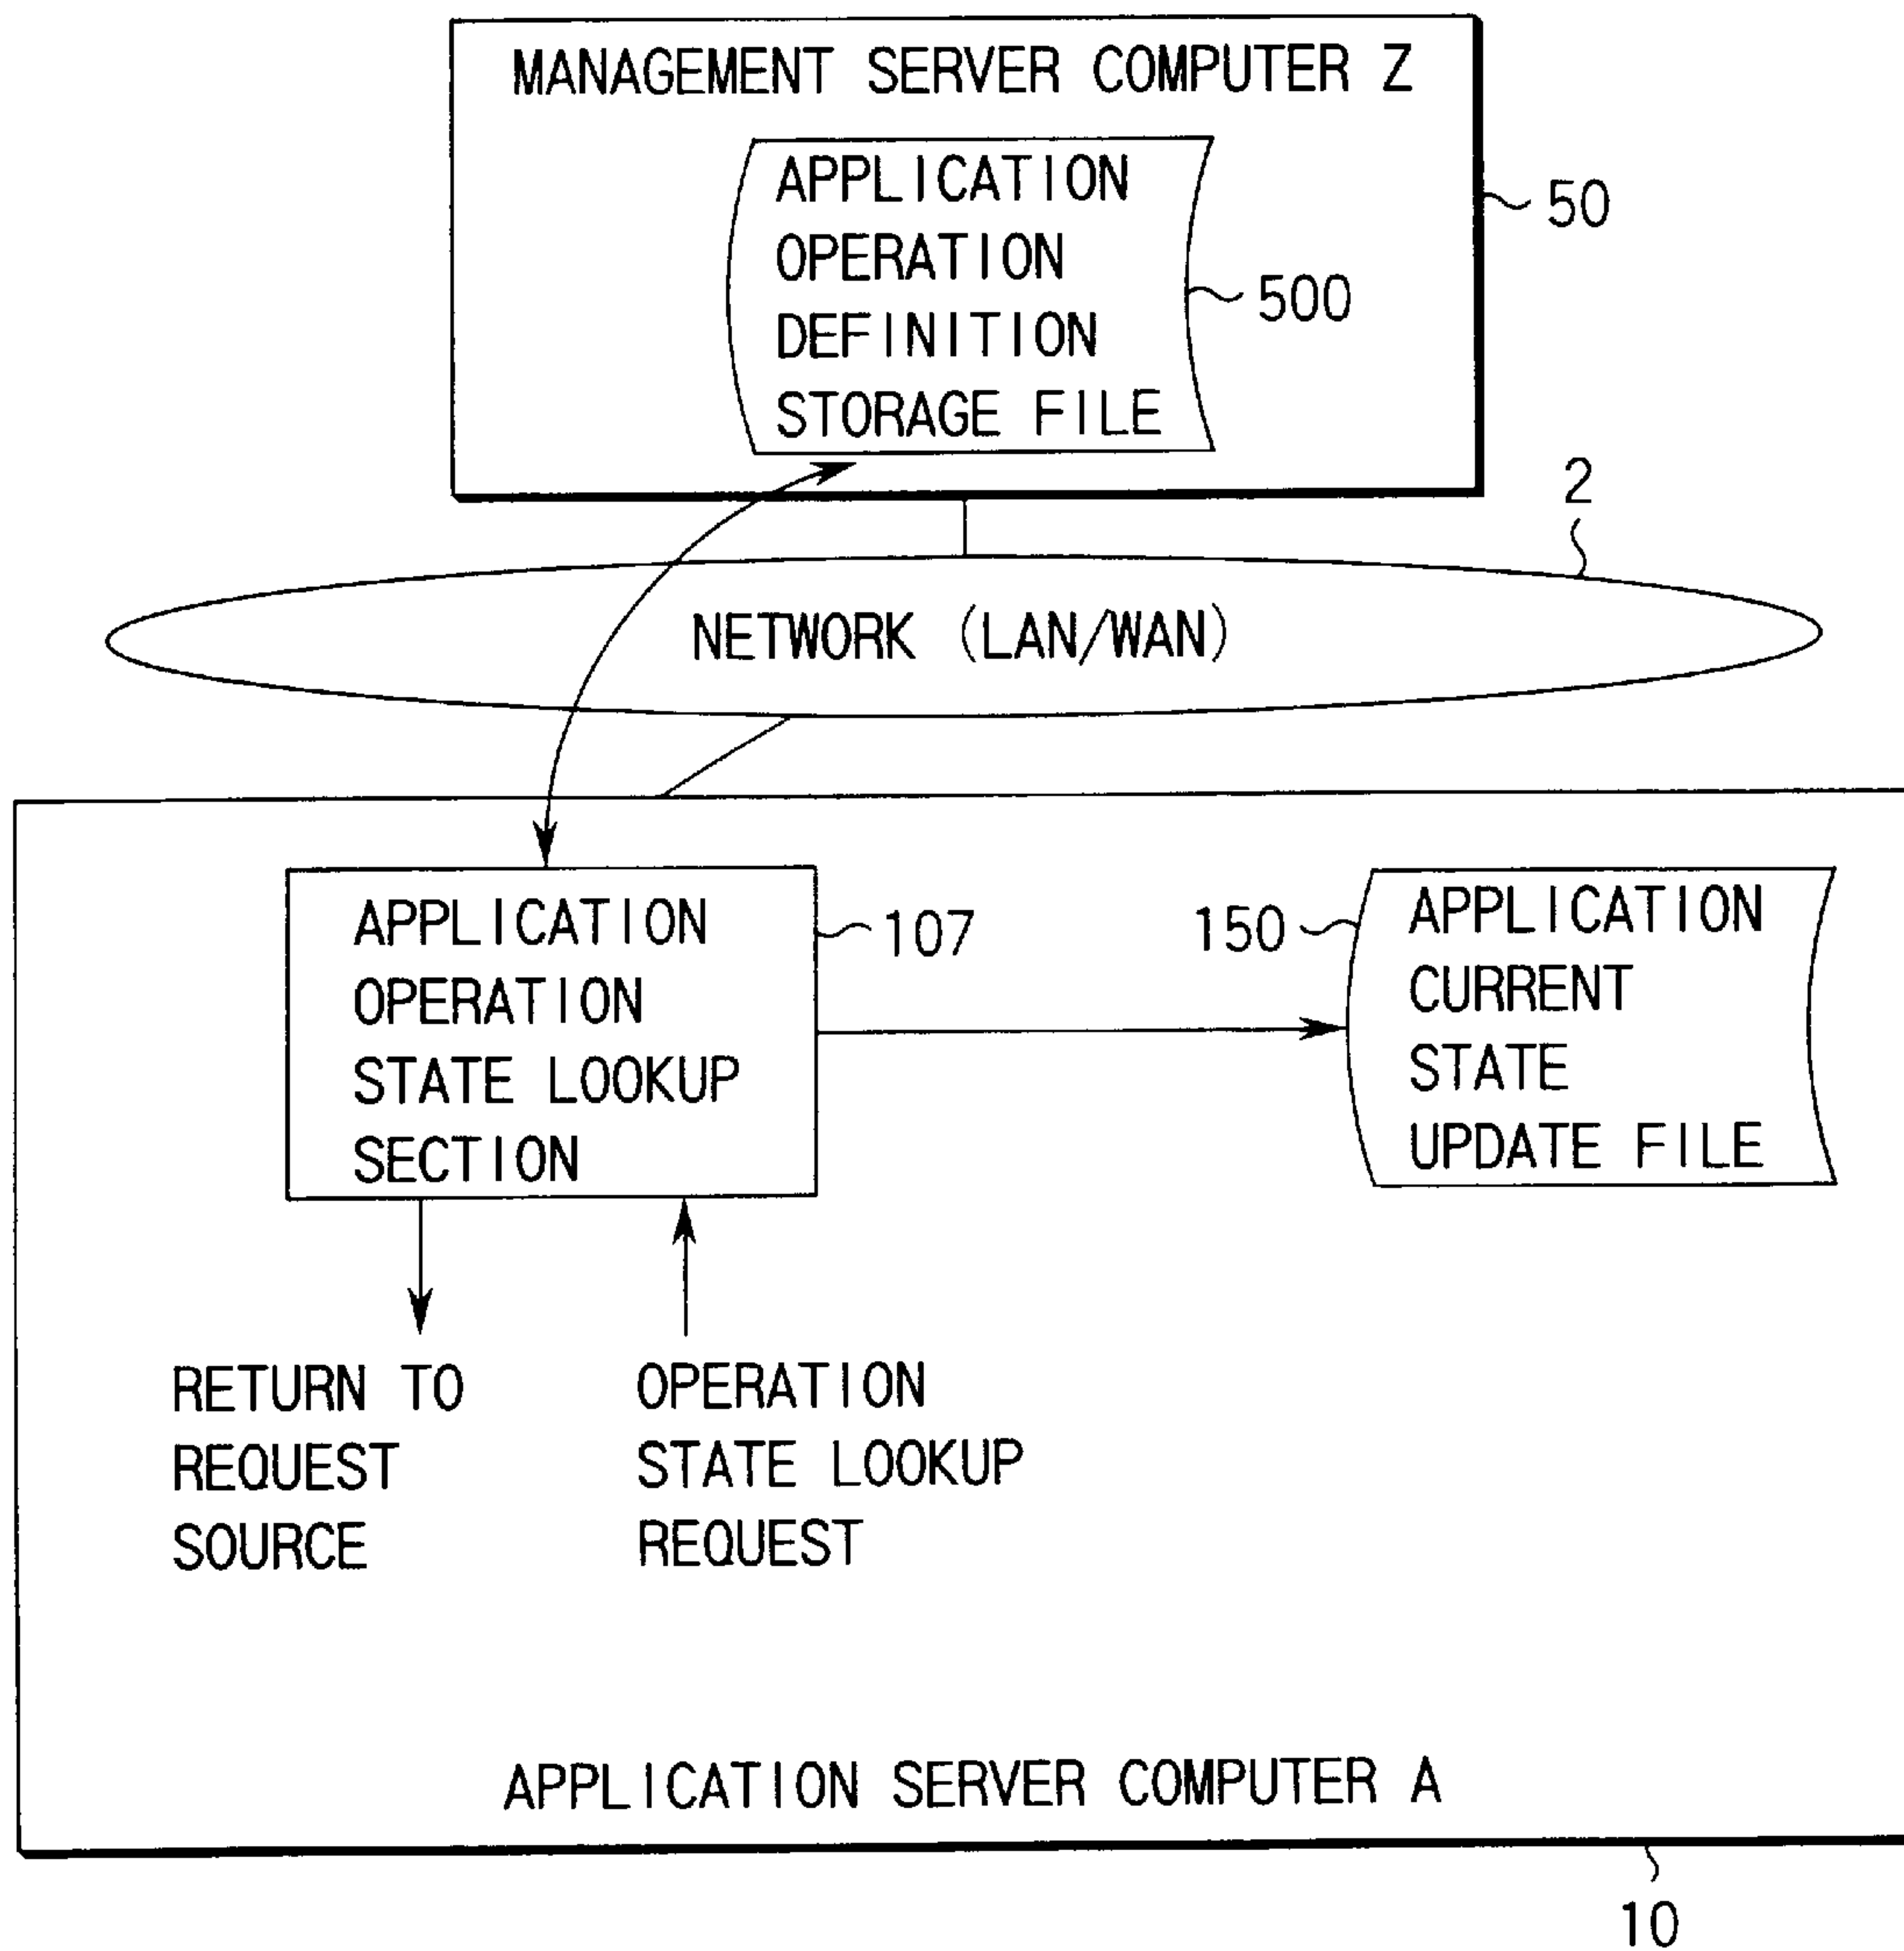 MANAGEMENT SERVER COMPUTER Z
APPLICATION
OPERATION
DEFINITION
STORAGE FILE
50
500
2
NETWORK (LAN/WAN)
APPLICATION
OPERATION
STATE LOOKUP
SECTION
107
150
APPLICATION
CURRENT
STATE
UPDATE FILE
RETURN TO
REQUEST
SOURCE
OPERATION
STATE LOOKUP
REQUEST
APPLICATION SERVER COMPUTER A
10